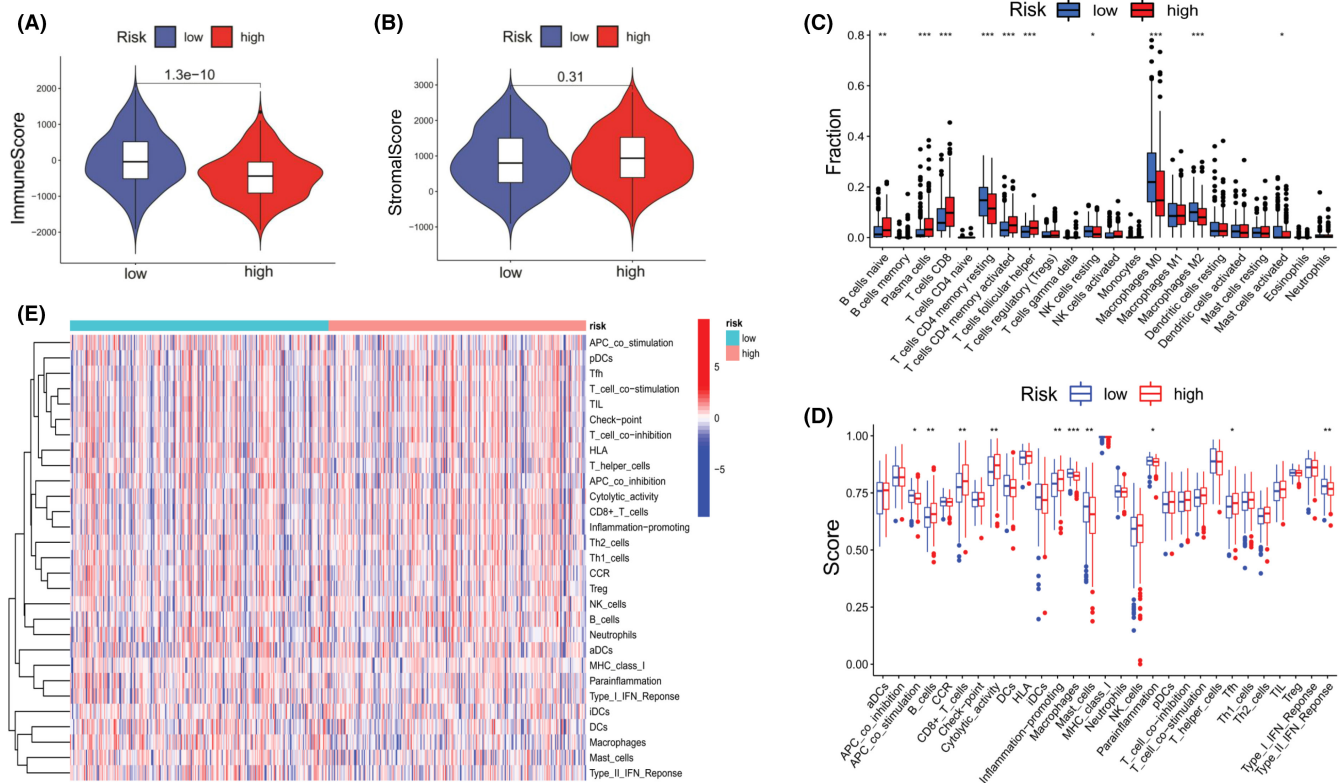 (A)
Risk low high
1.3e−10
ImmuneScore
2000
1000
0
−1000
−2000
low high
(B)
Risk low high
0.31
StromalScore
3000
2000
1000
0
−1000
low high
(C)
Risk low high
** *** *** *** *** *** * *** *** *
Fraction
0.8
0.6
0.4
0.2
0.0
B cells naive
B cells memory
Plasma cells
T cells CD8
T cells CD4 naive
T cells CD4 memory resting
T cells CD4 memory activated
T cells follicular helper
T cells regulatory (Tregs)
T cells gamma delta
NK cells resting
NK cells activated
Monocytes
Macrophages M0
Macrophages M1
Macrophages M2
Dendritic cells resting
Dendritic cells activated
Mast cells resting
Mast cells activated
Eosinophils
Neutrophils
(D)
Risk low high
* ** ** ** ** *** ** * * **
Score
1.00
0.75
0.50
0.25
0.00
aDCs
APC_co_inhibition
APC_co_stimulation
B_cells
CCR
CD8+_T_cells
Check−point
Cytolytic_activity
DCs
HLA
iDCs
Inflammation−promoting
Macrophages
Mast_cells
MHC_class_I
Neutrophils
NK_cells
Parainflammation
pDCs
T_cell_co−inhibition
T_cell_co−stimulation
T_helper_cells
Tfh
Th1_cells
Th2_cells
TIL
Treg
Type_I_IFN_Reponse
Type_II_IFN_Reponse
(E)
risk
APC_co_stimulation
pDCs
Tfh
T_cell_co−stimulation
TIL
Check−point
T_cell_co−inhibition
HLA
T_helper_cells
APC_co_inhibition
Cytolytic_activity
CD8+_T_cells
Inflammation−promoting
Th2_cells
Th1_cells
CCR
Treg
NK_cells
B_cells
Neutrophils
aDCs
MHC_class_I
Parainflammation
Type_I_IFN_Reponse
iDCs
DCs
Macrophages
Mast_cells
Type_II_IFN_Reponse
5
0
−5
risk
low
high